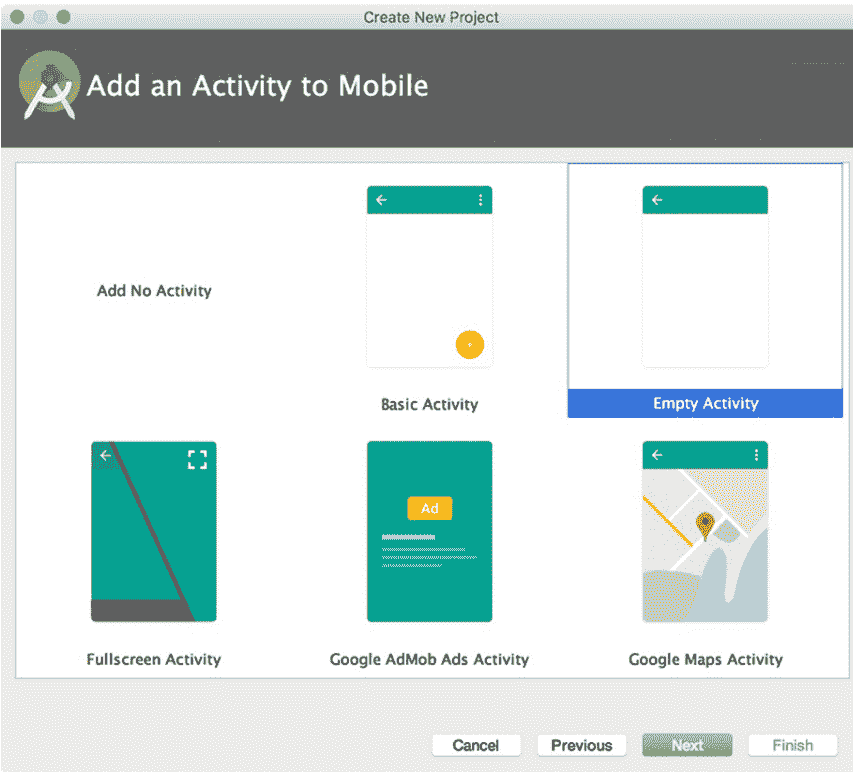 Create New Project
Add an Activity to Mobile
Add No Activity
Basic Activity
Empty Activity
Ad
Fullscreen Activity
Google AdMob Ads Activity
Google Maps Activity
Cancel
Previous
Next
Finish